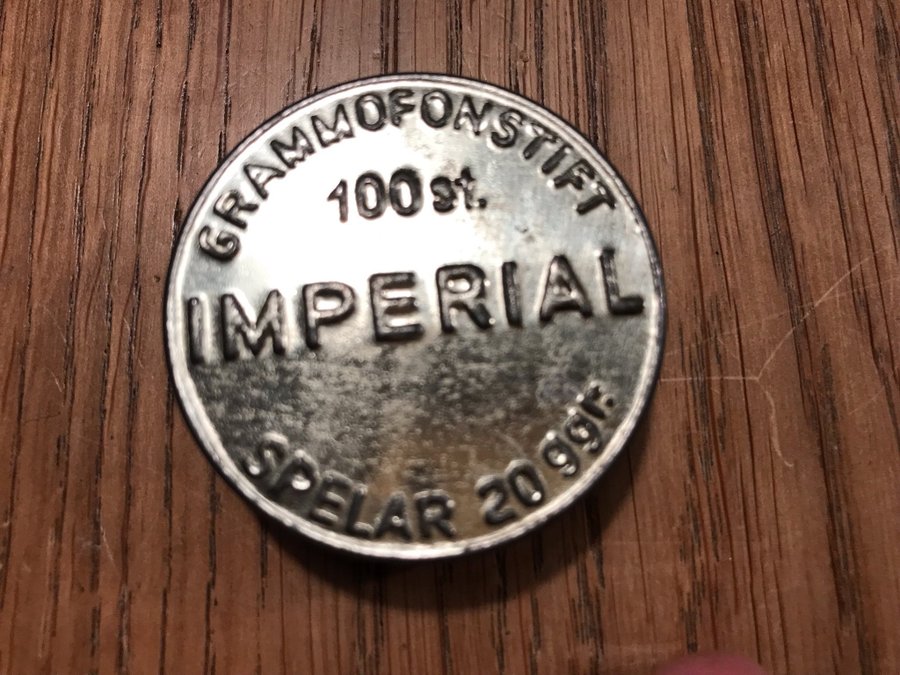 GRAMMOFONSTIFT
100 st.
IMPERIAL
SPELAR 20 ggr.